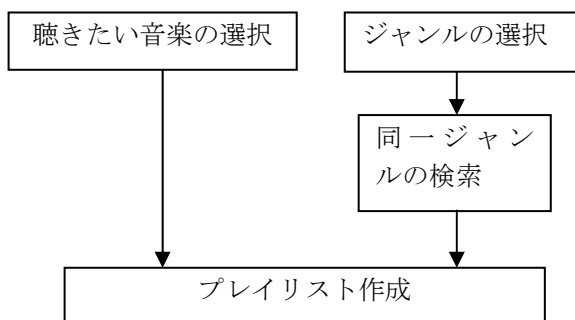 聴きたい音楽の選択
ジャンルの選択
同一ジャン
ルの検索
プレイリスト作成